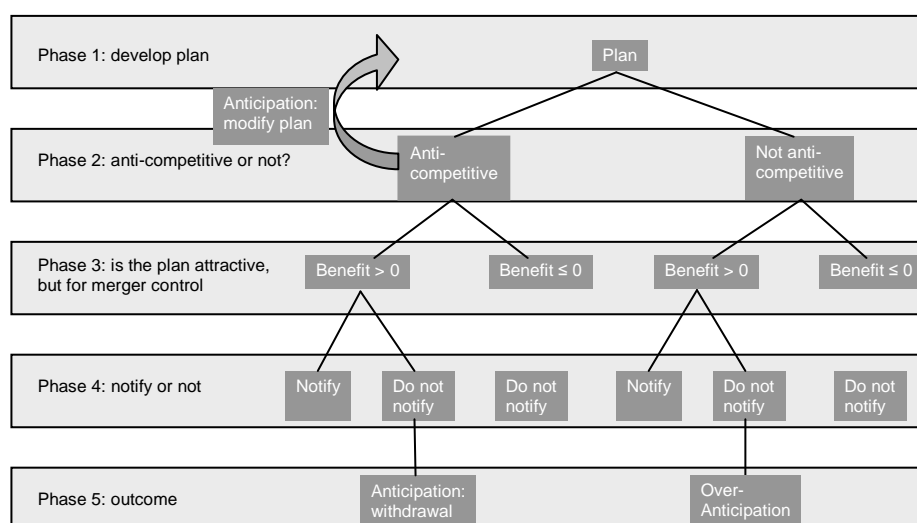 Phase 1: develop plan
Plan
Anticipation:
modify plan
Phase 2: anti-competitive or not?
Anti-
competitive
Not anti-
competitive
Phase 3: is the plan attractive,
but for merger control
Benefit > 0
Benefit ≤ 0
Benefit > 0
Benefit ≤ 0
Phase 4: notify or not
Notify
Do not
notify
Do not
notify
Notify
Do not
notify
Do not
notify
Phase 5: outcome
Anticipation:
withdrawal
Over-
Anticipation